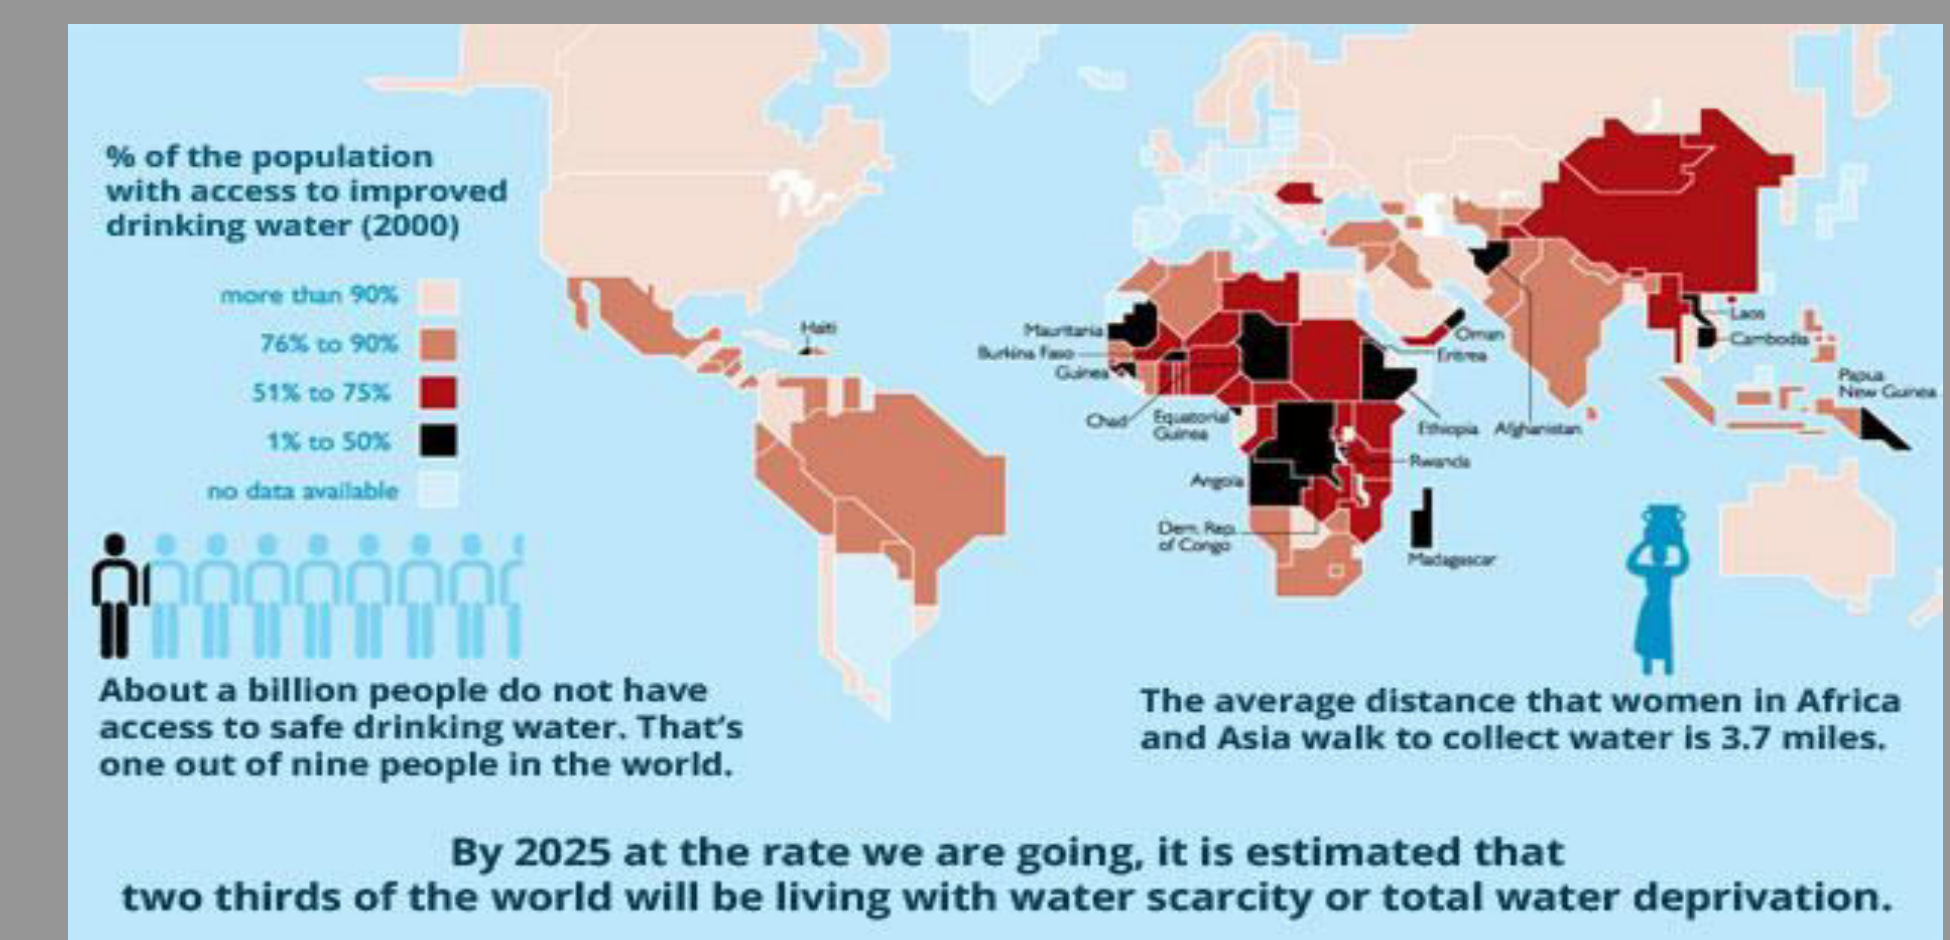 % of the population
with access to improved
drinking water (2000)
more than 90%
76% to 90%
51% to 75%
1% to 50%
no data available
Haiti
Mauritania
Burkina Faso
Guinea
Chad
Equatorial
Guinea
Angola
Dem. Rep.
of Congo
Oman
Eritrea
Ethiopia
Afghanistan
Rwanda
Madagascar
Laos
Cambodia
Papua
New Guinea
About a billion people do not have
access to safe drinking water. That's
one out of nine people in the world.
The average distance that women in Africa
and Asia walk to collect water is 3.7 miles.
By 2025 at the rate we are going, it is estimated that
two thirds of the world will be living with water scarcity or total water deprivation.